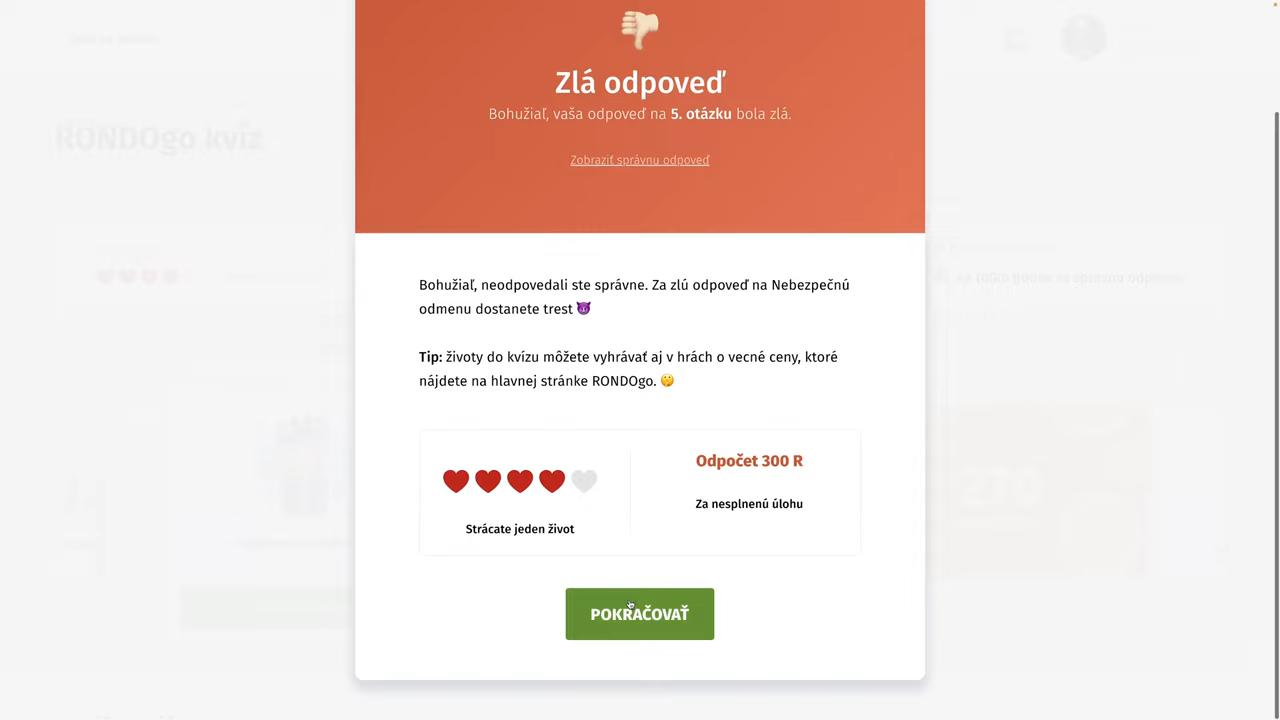 RONDOgo kvíz
Zlá odpoveď
Bohužiaľ, vaša odpoveď na 5. otázku bola zlá.
Zobraziť správnu odpoveď
Bohužiaľ, neodpovedali ste správne. Za zlú odpoveď na Nebezpečnú
odmenu dostanete trest 😈
Tip: životy do kvízu môžete vyhrávať aj v hrách o vecné ceny, ktoré
nájdete na hlavnej stránke RONDOgo. 🤫
Odpočet 300 R
Za nesplnenú úlohu
Strácate jeden život
POKRAČOVAŤ